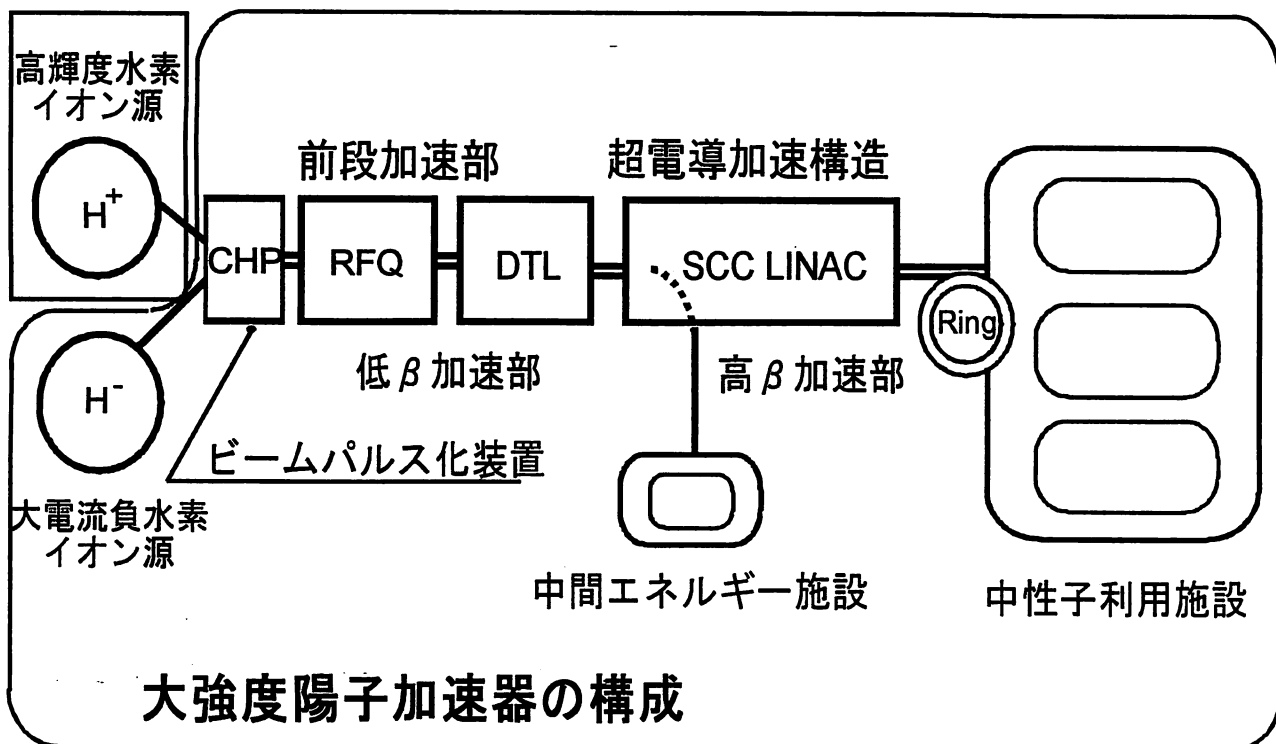 高輝度水素
イオン源
H+
前段加速部
超電導加速構造
CHP
RFQ
DTL
SCC LINAC
Ring
低β加速部
高β加速部
H-
ビームパルス化装置
大電流負水素
イオン源
中間エネルギー施設
中性子利用施設
大強度陽子加速器の構成